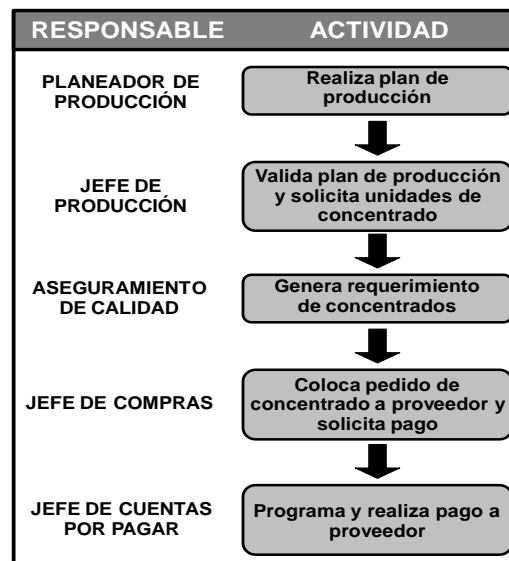 RESPONSABLE ACTIVIDAD
PLANEADOR DE
PRODUCCIÓN
Realiza plan de
producción
JEFE DE
PRODUCCIÓN
Valida plan de producción
y solicita unidades de
concentrado
ASEGURAMIENTO
DE CALIDAD
Genera requerimiento
de concentrados
JEFE DE COMPRAS
Coloca pedido de
concentrado a proveedor y
solicita pago
JEFE DE CUENTAS
POR PAGAR
Programa y realiza pago a
proveedor